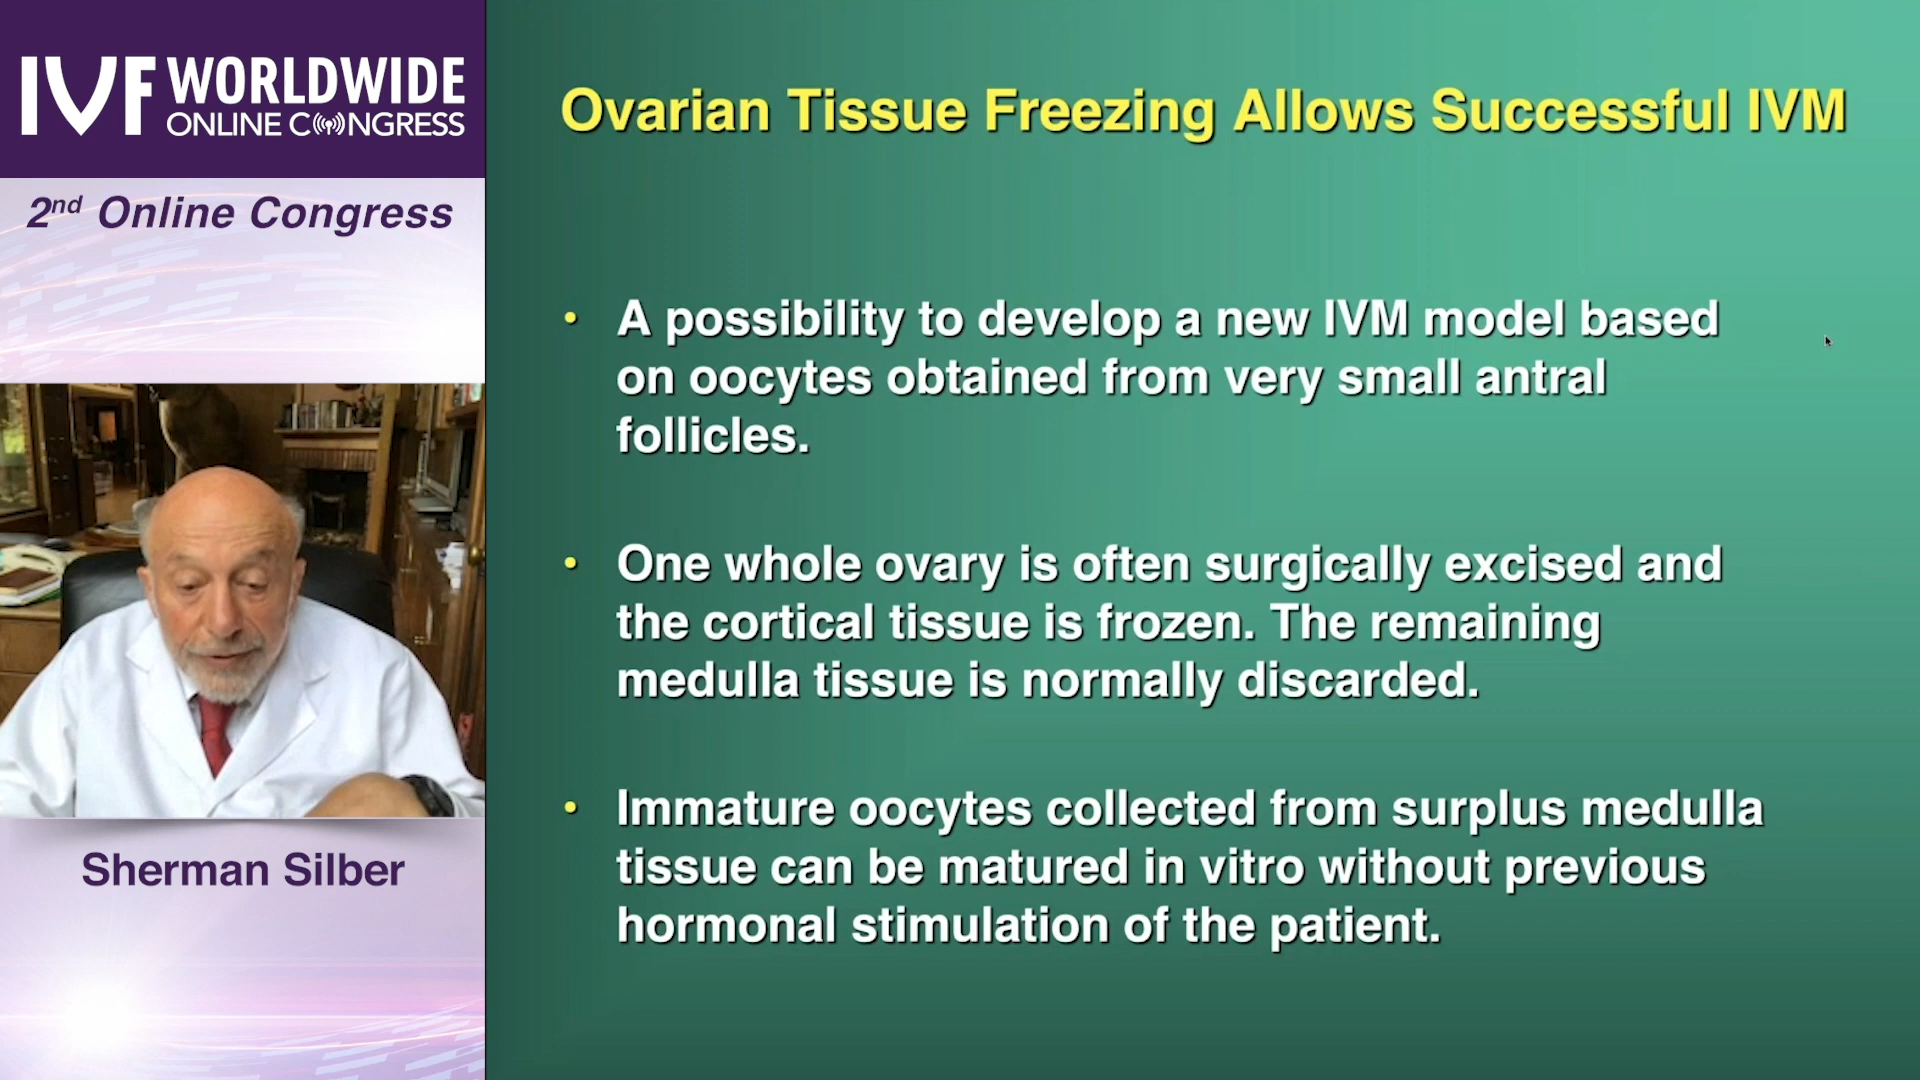 IVF WORLDWIDE
ONLINE CONGRESS
2nd Online Congress
Sherman Silber
Ovarian Tissue Freezing Allows Successful IVM
• A possibility to develop a new IVM model based
on oocytes obtained from very small antral
follicles.
• One whole ovary is often surgically excised and
the cortical tissue is frozen. The remaining
medulla tissue is normally discarded.
• Immature oocytes collected from surplus medulla
tissue can be matured in vitro without previous
hormonal stimulation of the patient.